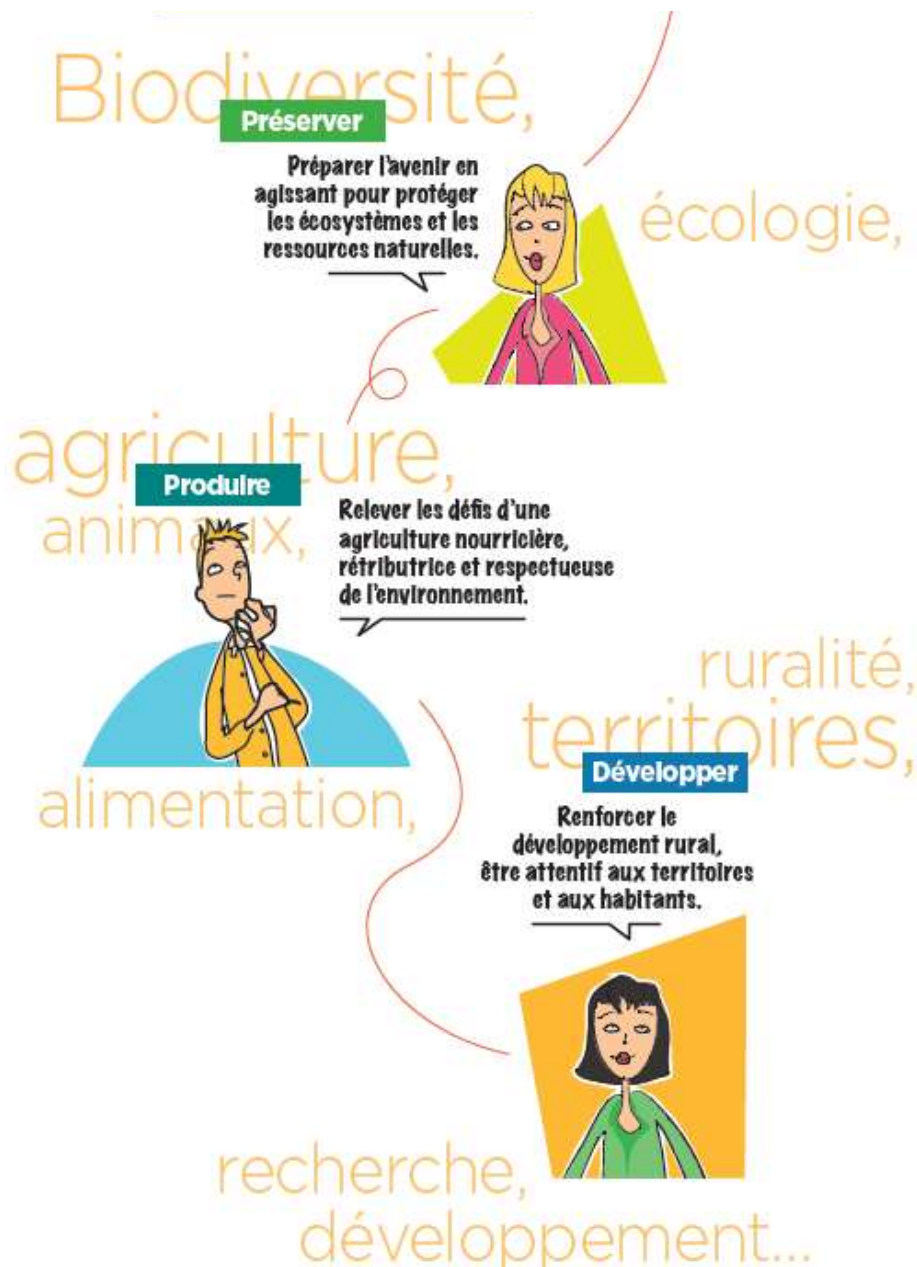 Biodiversité,
Préserver
Préparer l'avenir en
agissant pour protéger
les écosystèmes et les
ressources naturelles.
écologie,
agriculture,
Produire
animaux,
Relever les défis d'une
agriculture nourricière,
rétributrice et respectueuse
de l'environnement.
ruralité,
territoires,
Développer
alimentation,
Renforcer le
développement rural,
être attentif aux territoires
et aux habitants.
recherche,
développement...